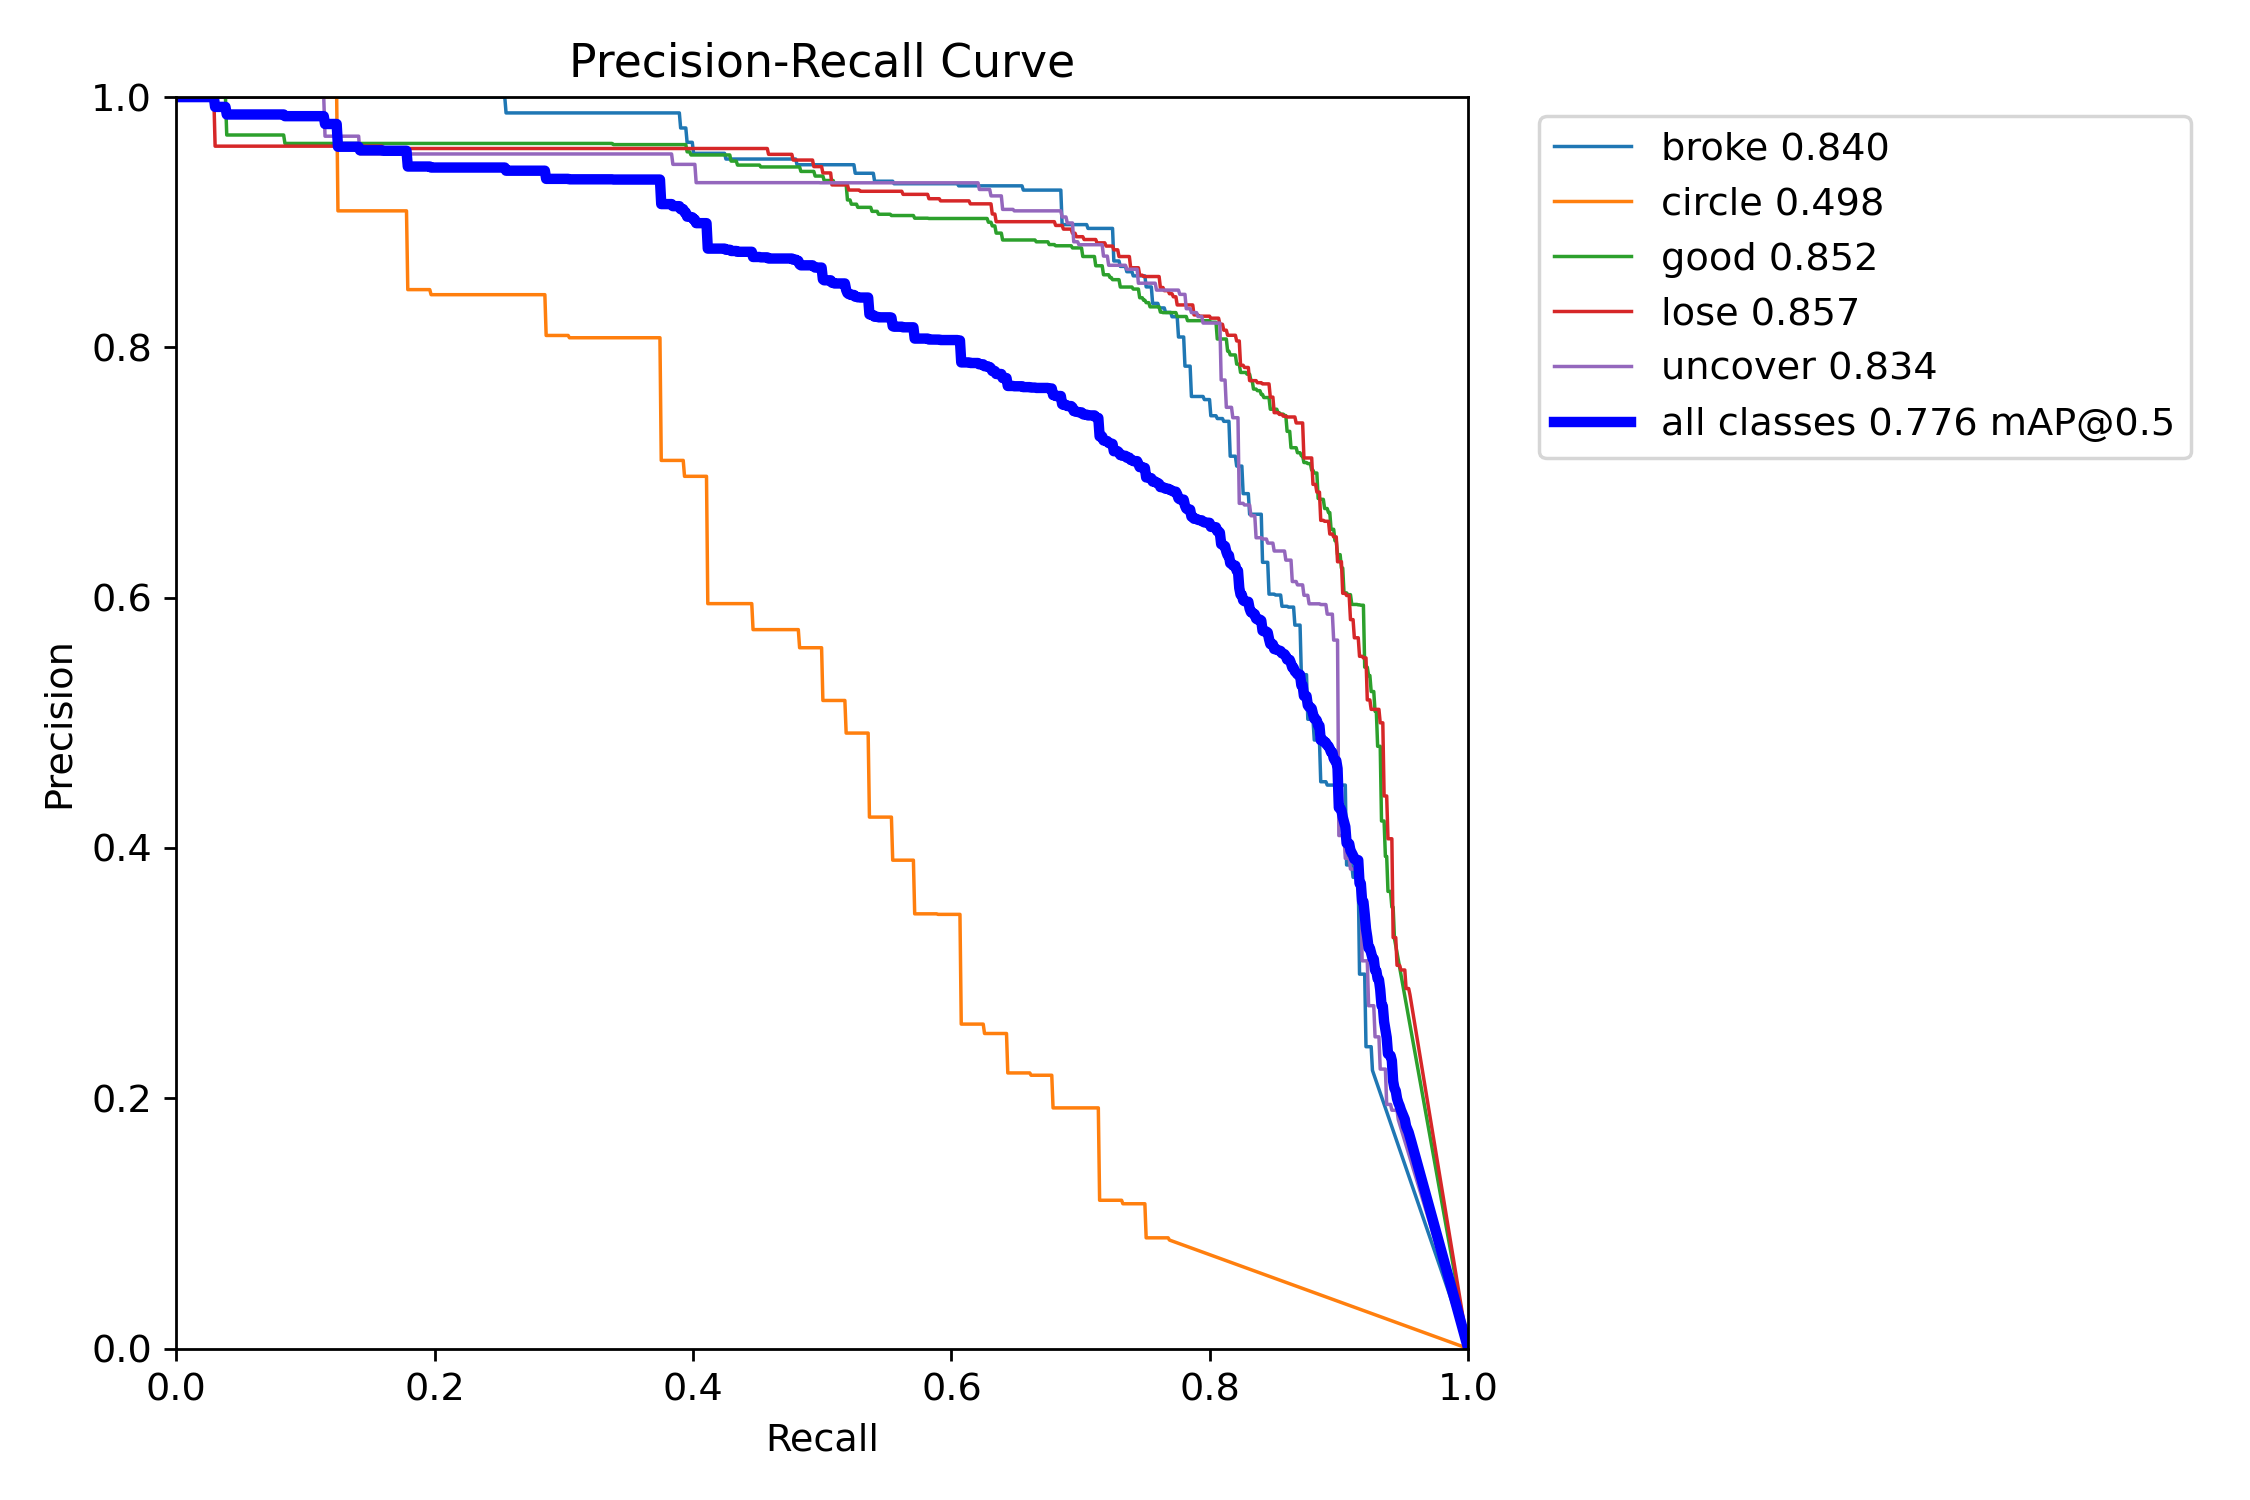 Precision-Recall Curve
1.0
0.8
0.6
0.4
0.2
0.0
Precision
0.0 0.2 0.4 0.6 0.8 1.0
Recall
broke 0.840
circle 0.498
good 0.852
lose 0.857
uncover 0.834
all classes 0.776 mAP@0.5